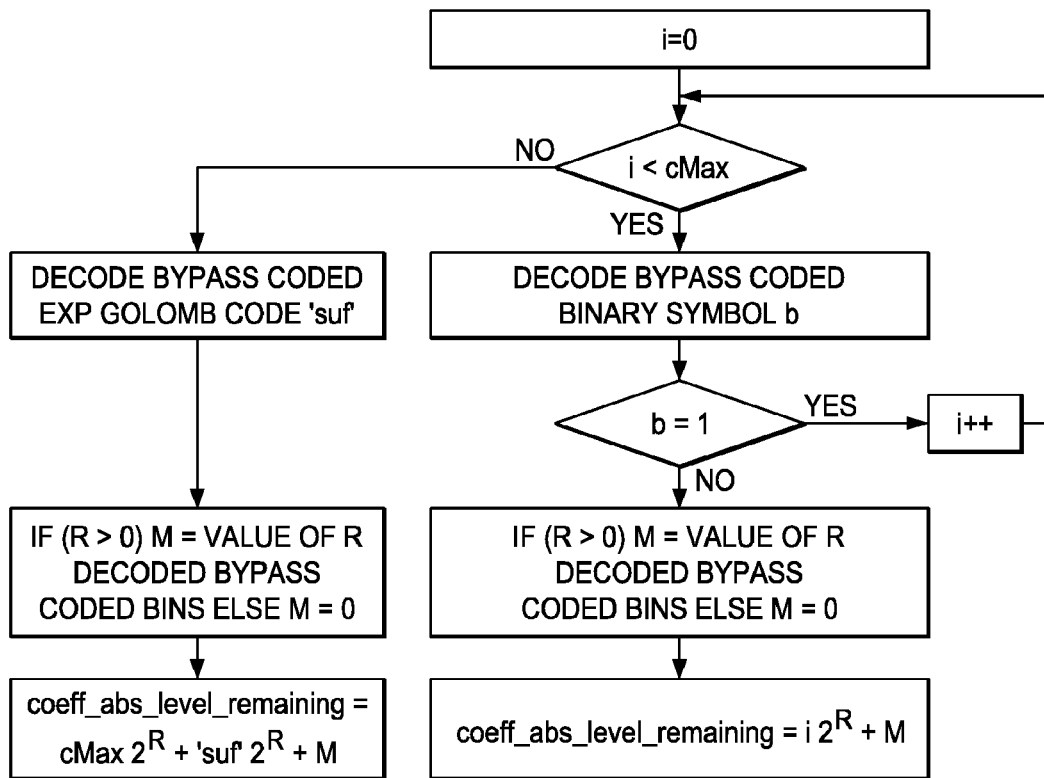 i=0
i < cMax
NO
YES
DECODE BYPASS CODED
EXP GOLOMB CODE 'suf'
DECODE BYPASS CODED
BINARY SYMBOL b
b = 1
YES
i++
NO
IF (R > 0) M = VALUE OF R
DECODED BYPASS
CODED BINS ELSE M = 0
IF (R > 0) M = VALUE OF R
DECODED BYPASS
CODED BINS ELSE M = 0
coeff_abs_level_remaining =
cMax 2^R + 'suf' 2^R + M
coeff_abs_level_remaining = i 2^R + M